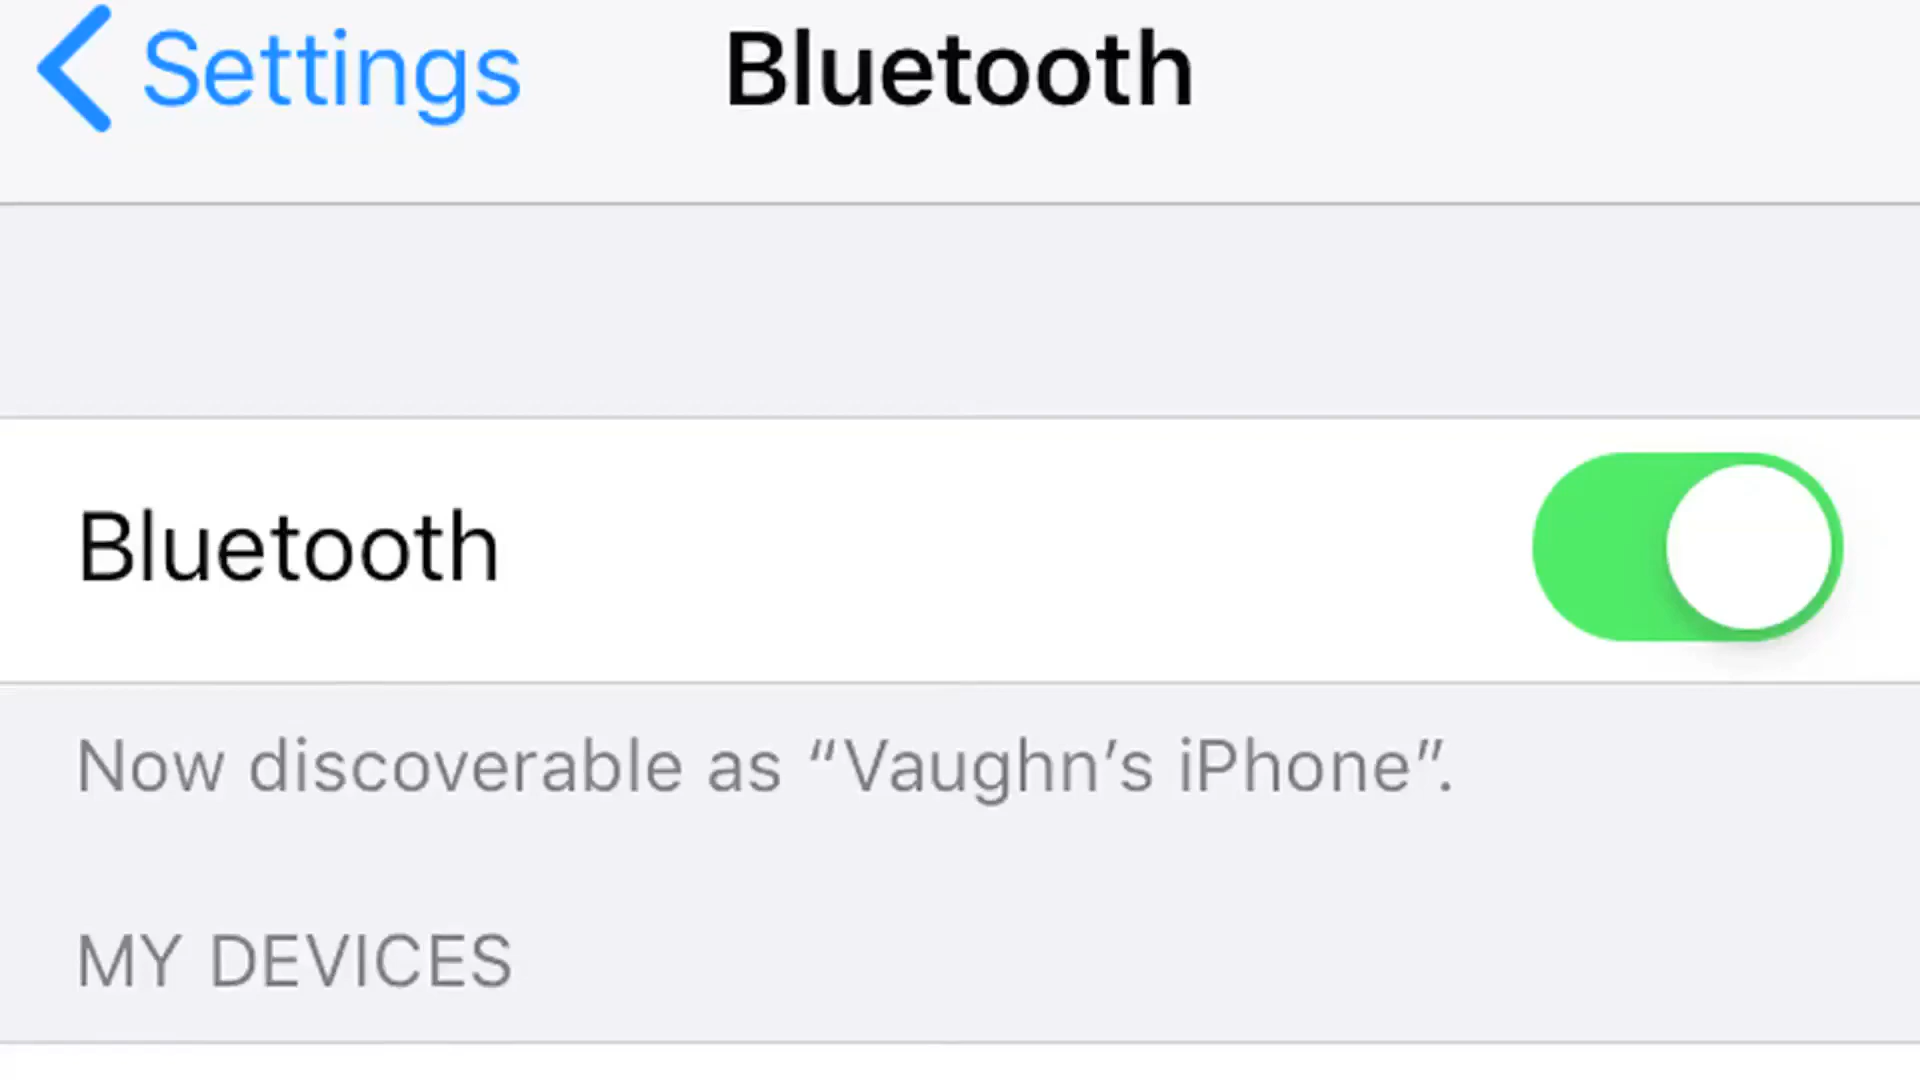 Settings
Bluetooth
Bluetooth
Now discoverable as “Vaughn’s iPhone”.
MY DEVICES